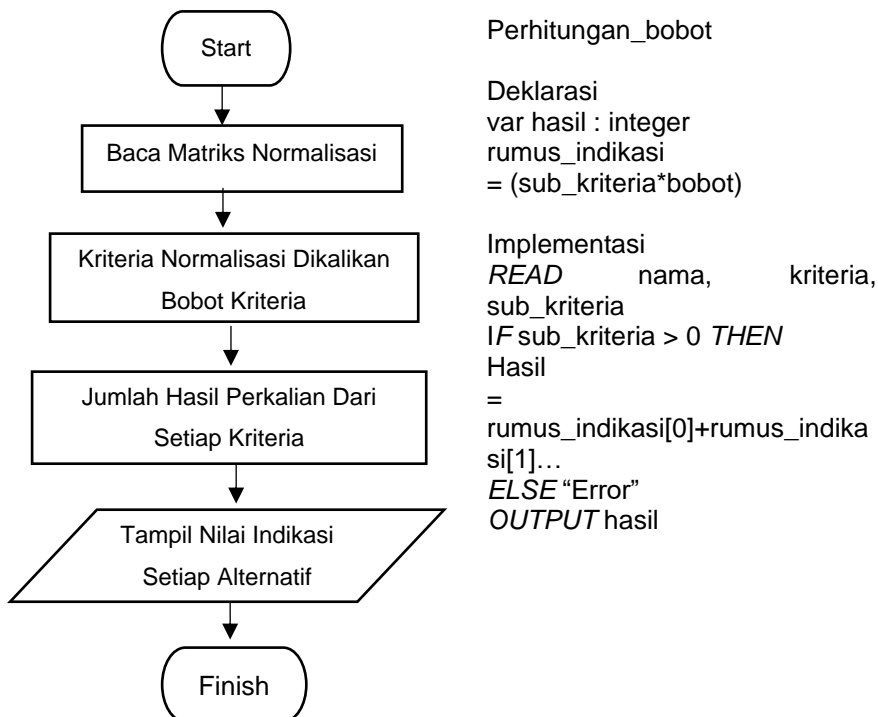 Start
Baca Matriks Normalisasi
Kriteria Normalisasi Dikalikan
Bobot Kriteria
Jumlah Hasil Perkalian Dari
Setiap Kriteria
Tampil Nilai Indikasi
Setiap Alternatif
Finish
Perhitungan_bobot
Deklarasi
var hasil : integer
rumus_indikasi
= (sub_kriteria*bobot)
Implementasi
READ nama, kriteria,
sub_kriteria
IF sub_kriteria > 0 THEN
Hasil
=
rumus_indikasi[0]+rumus_indika
si[1]…
ELSE “Error”
OUTPUT hasil